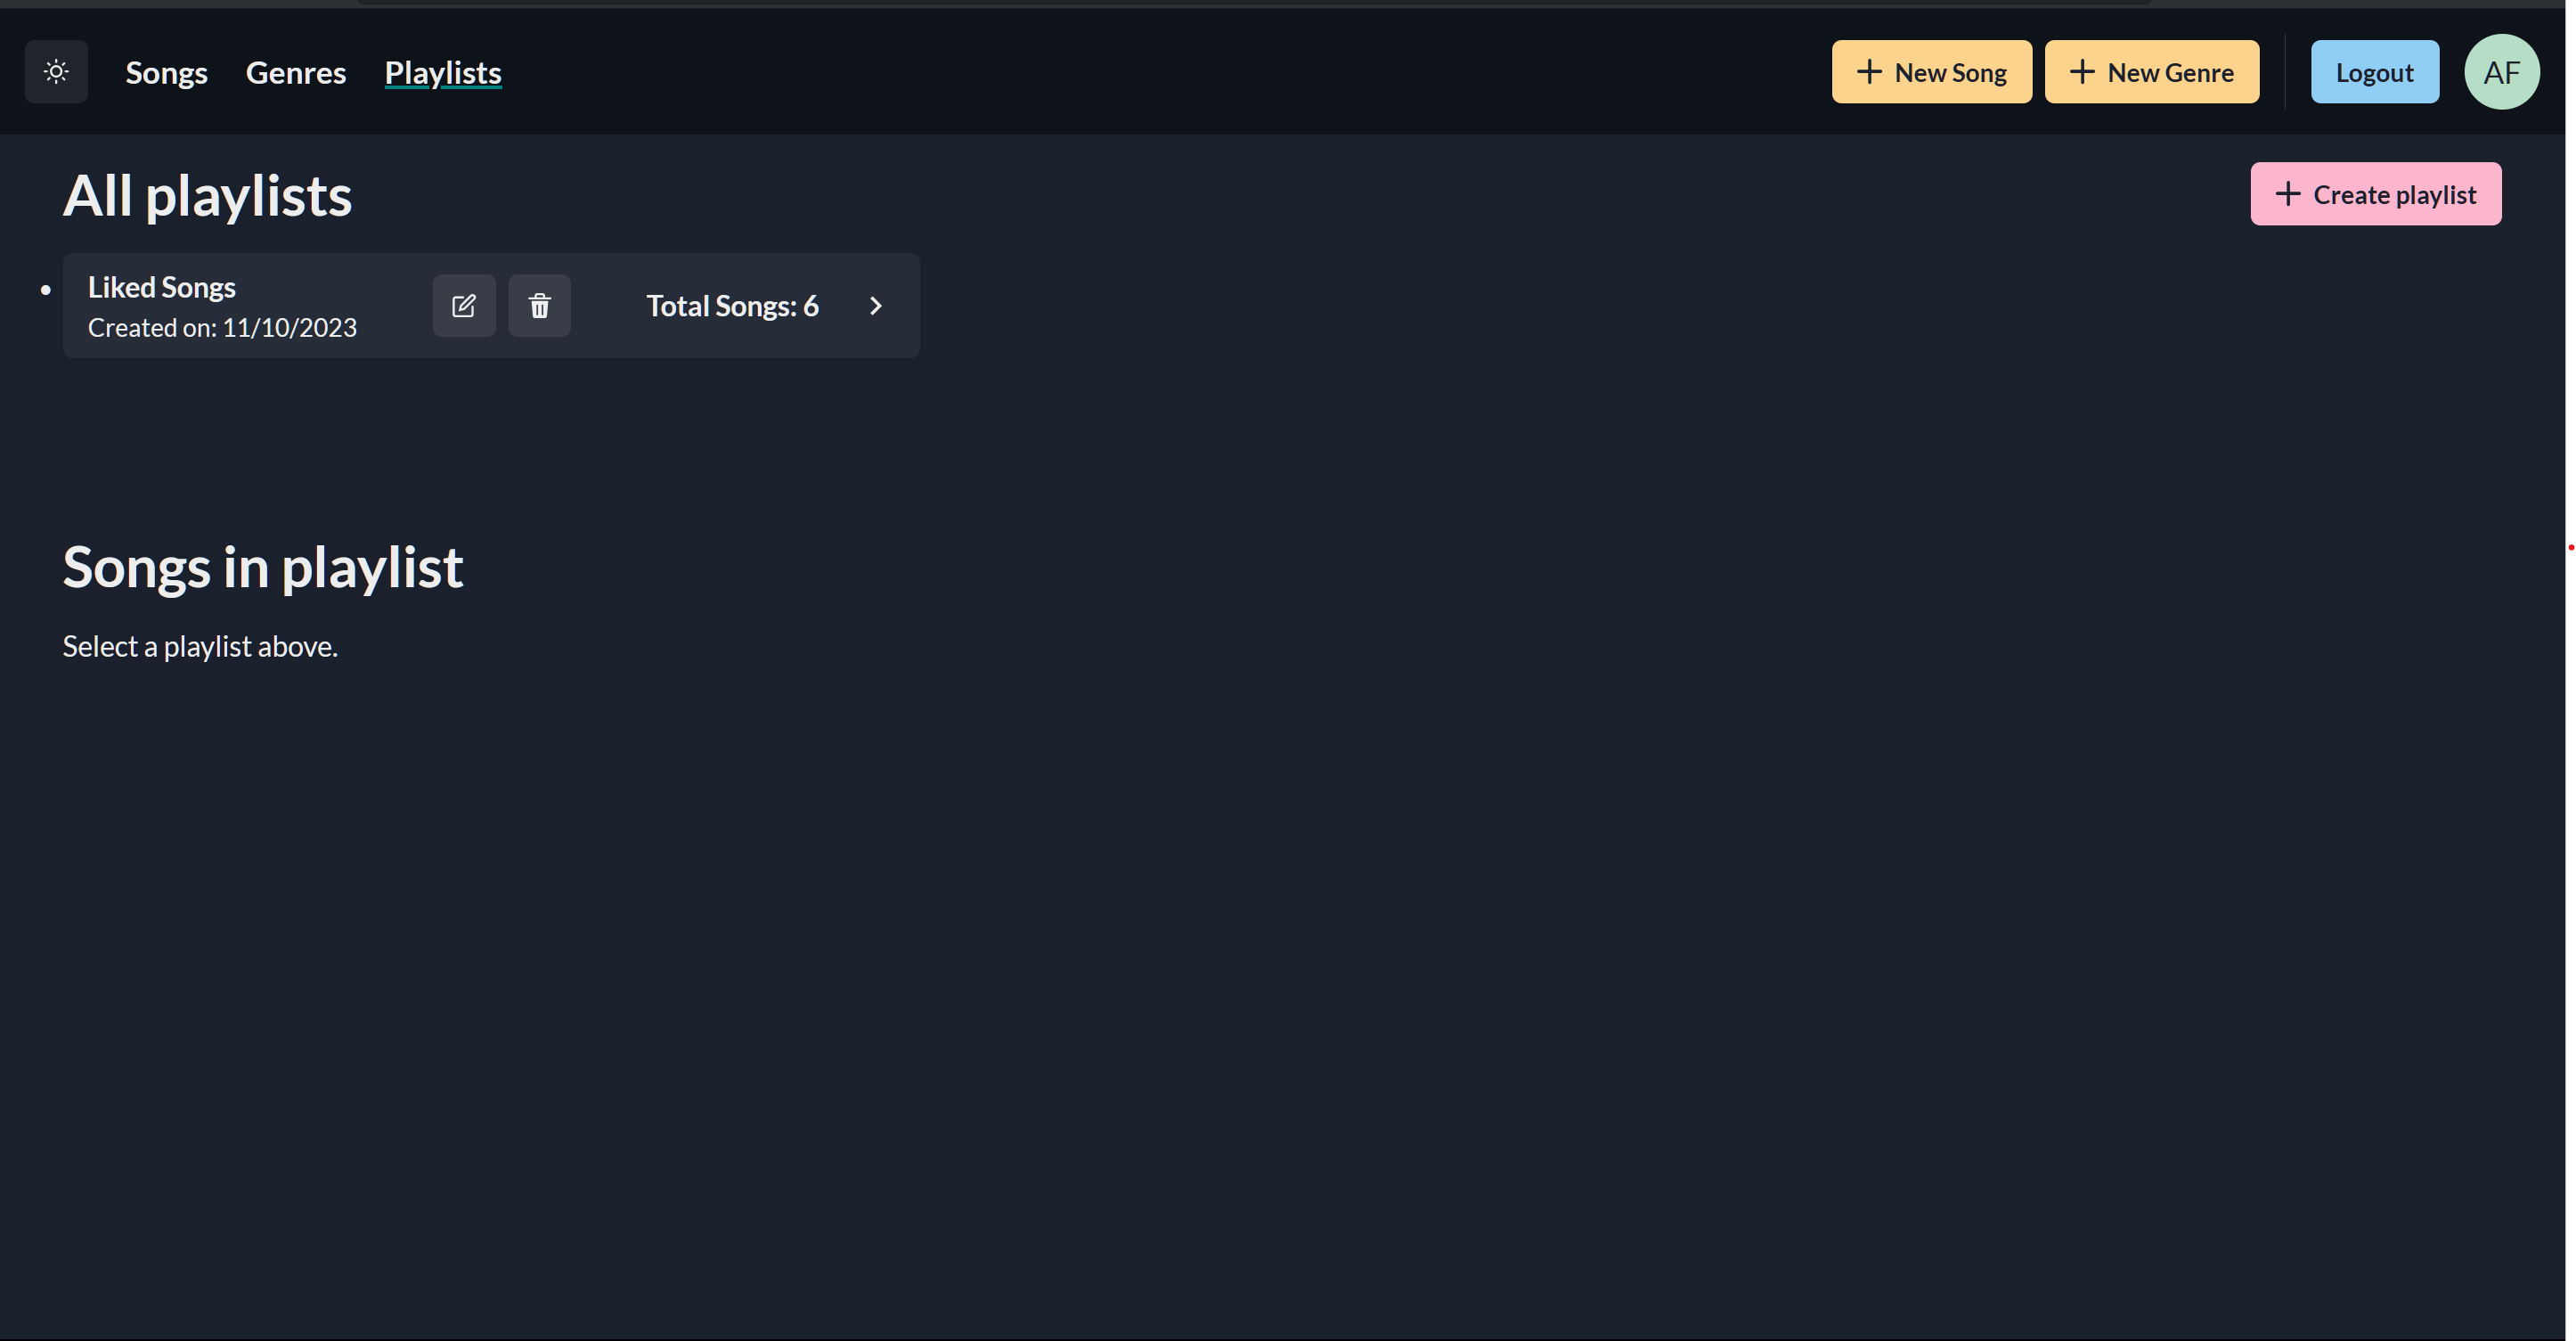 Songs Genres Playlists + New Song + New Genre Logout AF
All playlists + Create playlist
• Liked Songs
Created on: 11/10/2023
Total Songs: 6
Songs in playlist
Select a playlist above.